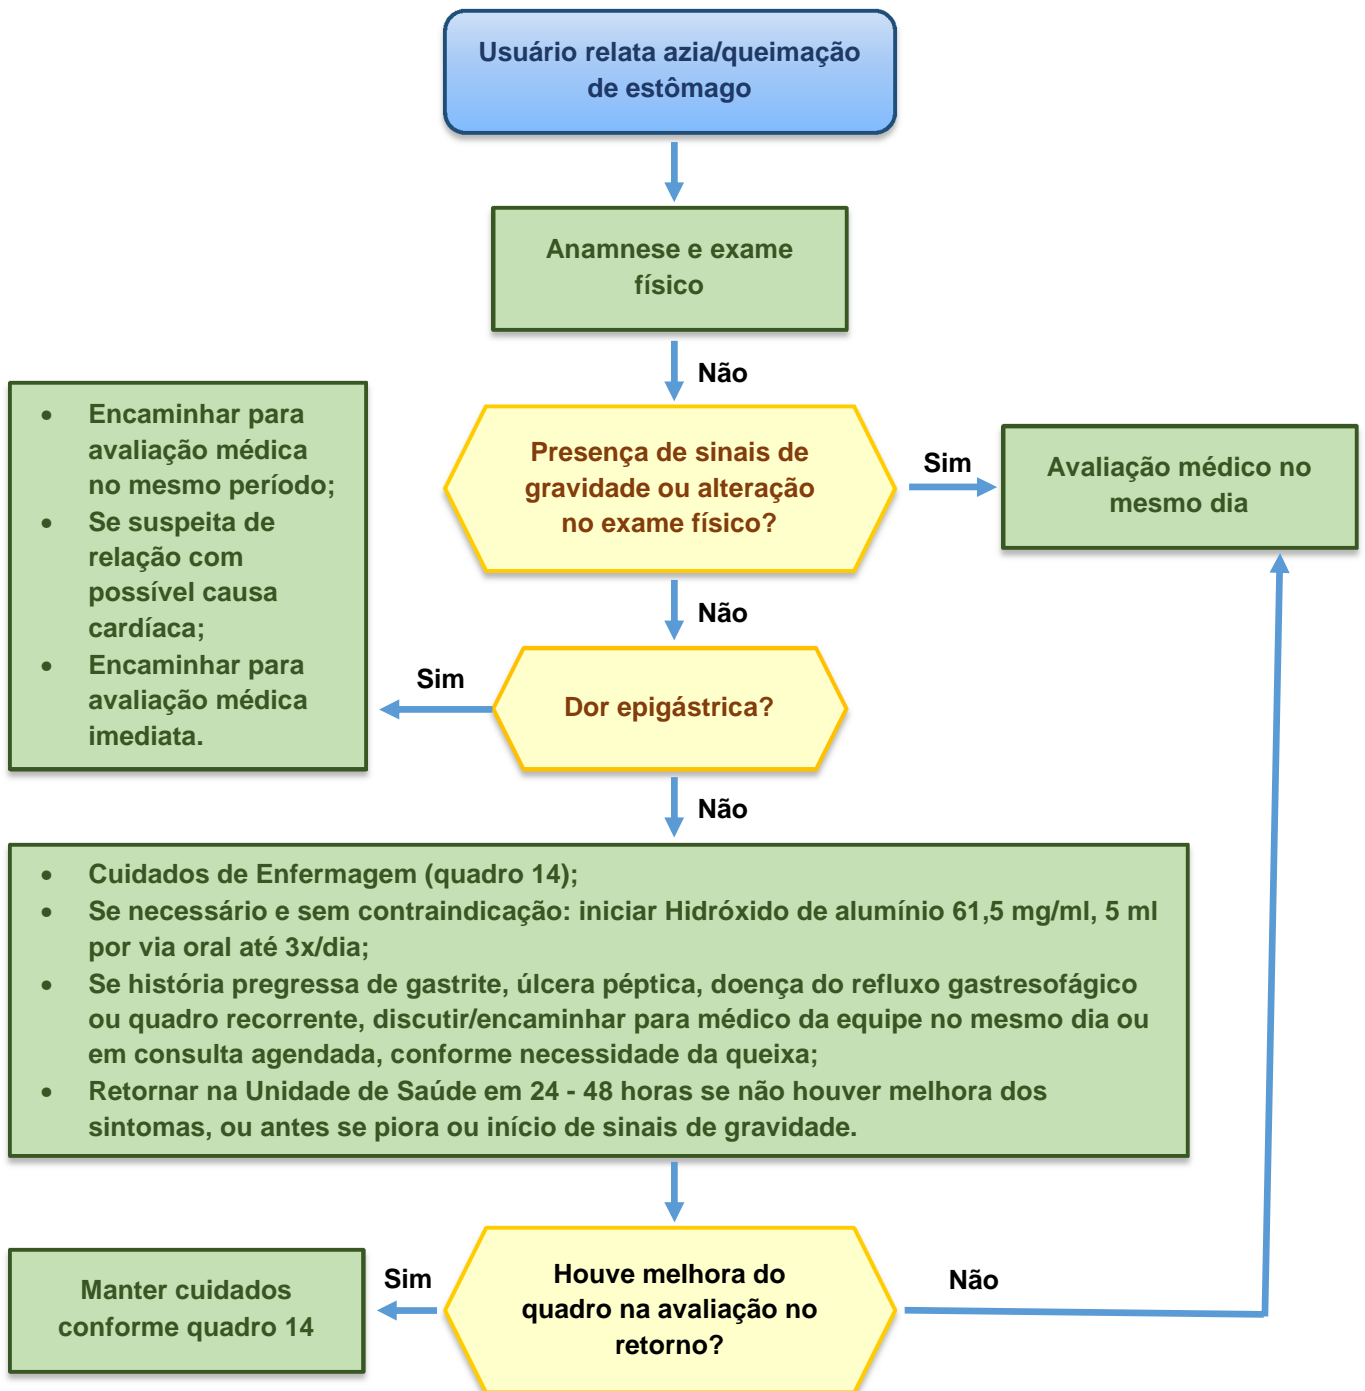 Usuário relata azia/queimação
de estômago
Anamnese e exame
físico
Não
• Encaminhar para
avaliação médica
no mesmo período;
• Se suspeita de
relação com
possível causa
cardíaca;
• Encaminhar para
avaliação médica
imediata.
Presença de sinais de
gravidade ou alteração
no exame físico?
Sim
Avaliação médico no
mesmo dia
Não
Sim
Dor epigástrica?
Não
• Cuidados de Enfermagem (quadro 14);
• Se necessário e sem contraindicação: iniciar Hidróxido de alumínio 61,5 mg/ml, 5 ml
por via oral até 3x/dia;
• Se história pregressa de gastrite, úlcera péptica, doença do refluxo gastresofágico
ou quadro recorrente, discutir/encaminhar para médico da equipe no mesmo dia ou
em consulta agendada, conforme necessidade da queixa;
• Retornar na Unidade de Saúde em 24 - 48 horas se não houver melhora dos
sintomas, ou antes se piora ou início de sinais de gravidade.
Manter cuidados
conforme quadro 14
Sim
Houve melhora do
quadro na avaliação no
retorno?
Não